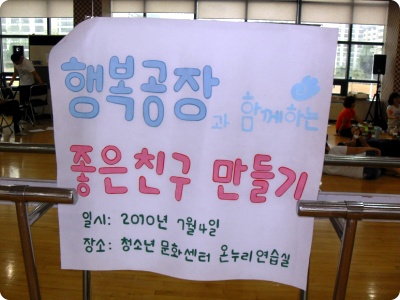 행복공장과 함께하는
좋은친구 만들기
일시: 2010년 7월4일
장소: 청소년 문화센터 온누리연습실